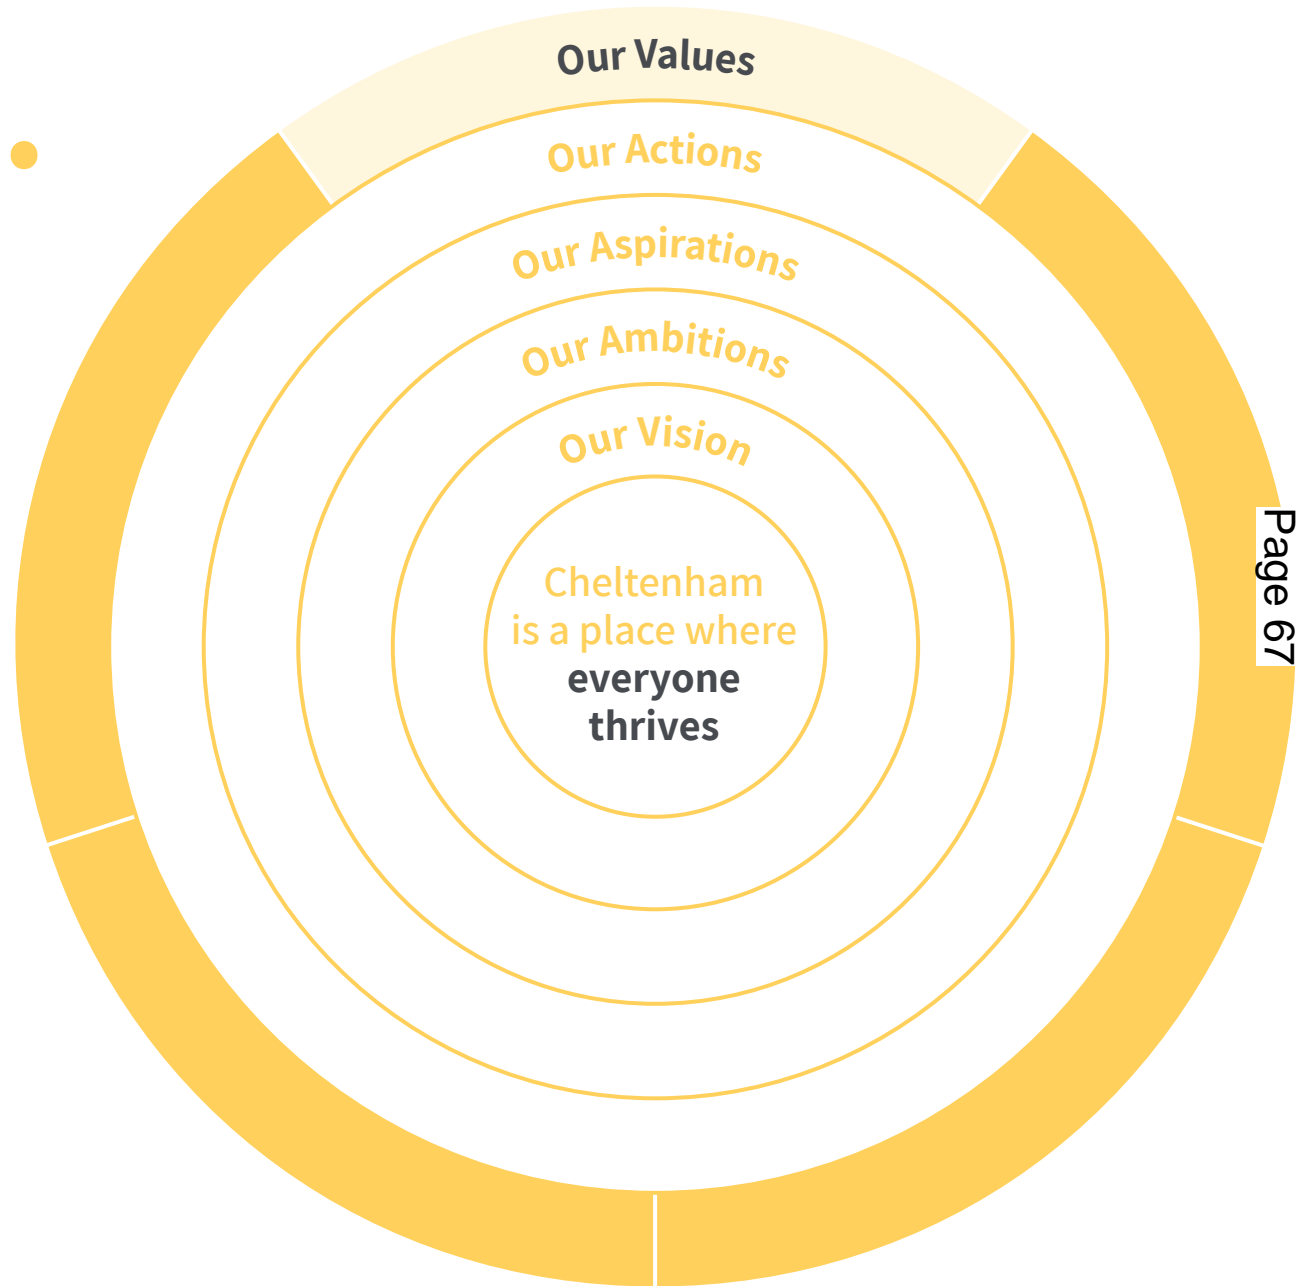 Our Values
Our Actions
Our Aspirations
Our Ambitions
Our Vision
Cheltenham
is a place where
everyone
thrives
Page 67